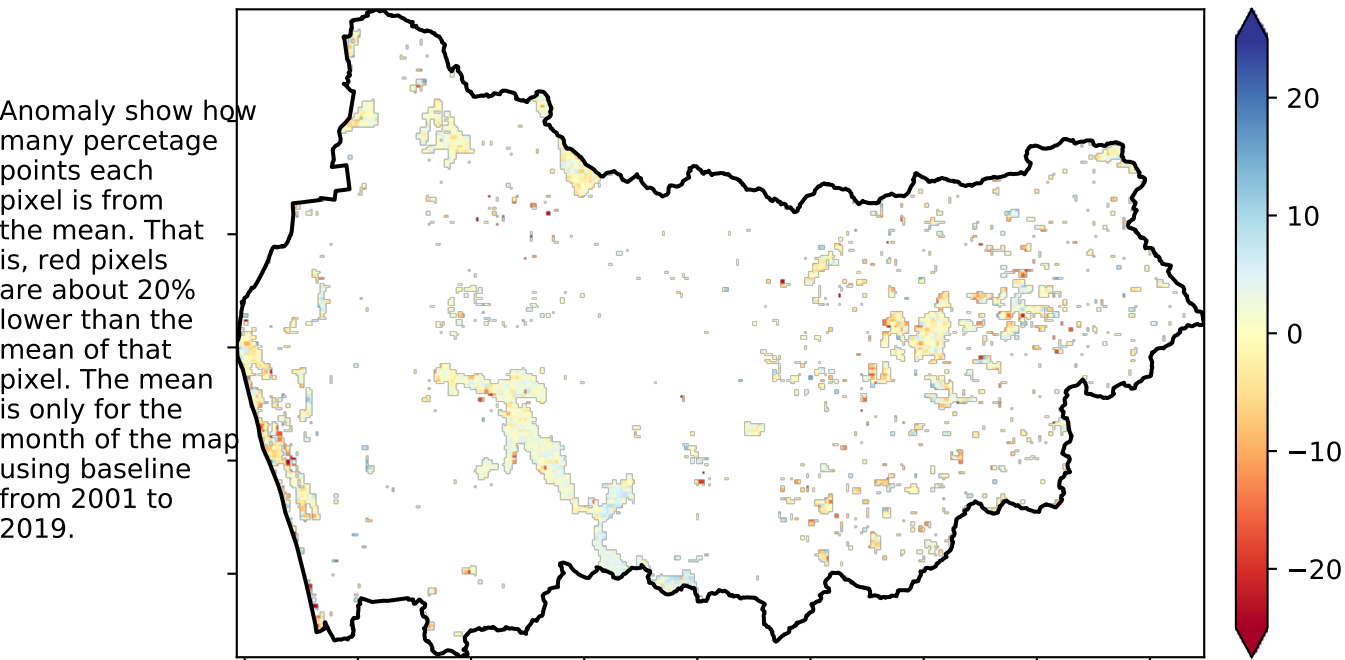 Anomaly show how
many percetage
points each
pixel is from
the mean. That
is, red pixels
are about 20%
lower than the
mean of that
pixel. The mean
is only for the
month of the map
using baseline
from 2001 to
2019.
20
10
0
−10
−20